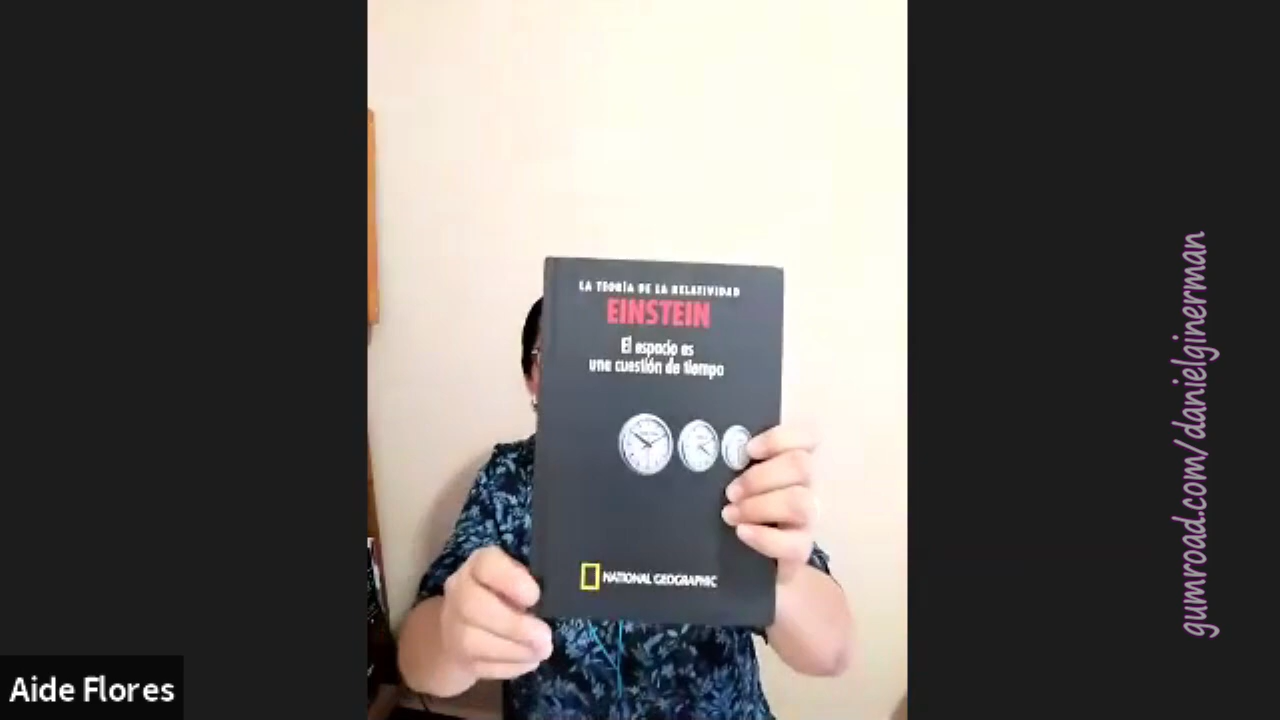 LA TEORÍA DE LA RELATIVIDAD
EINSTEIN
El espacio es
una cuestión de tiempo
NATIONAL GEOGRAPHIC
Aide Flores
gumroad.com/danielginerman